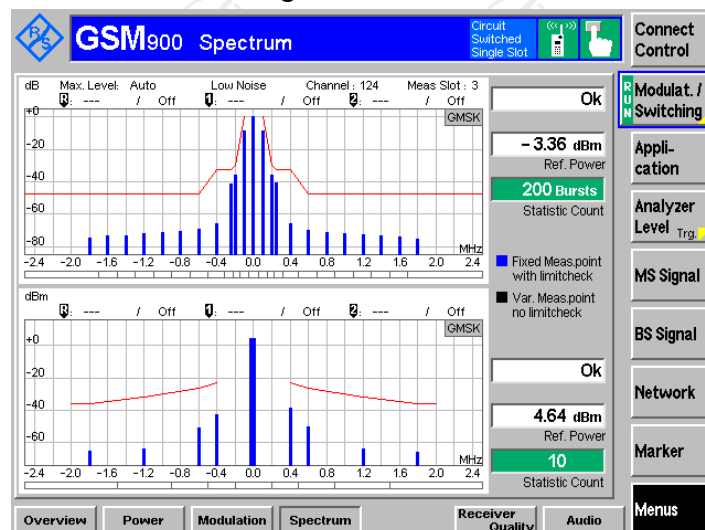 GSM900 Spectrum
Circuit
Switched
Single Slot
Connect
Control
dB Max. Level: Auto Low Noise Channel : 124 Meas Slot : 3
R: --- / Off 1: --- / Off 2: --- / Off
+0
GMSK
-20
-40
-60
-80
MHz
-2.4 -2.0 -1.6 -1.2 -0.8 -0.4 0.0 0.4 0.8 1.2 1.6 2.0 2.4
Ok
- 3.36 dBm
Ref. Power
200 Bursts
Statistic Count
Fixed Meas.point
with limitcheck
Var. Meas.point
no limitcheck
dBm
R: --- / Off 1: --- / Off 2: --- / Off
GMSK
+0
-20
-40
-60
MHz
-2.4 -2.0 -1.6 -1.2 -0.8 -0.4 0.0 0.4 0.8 1.2 1.6 2.0 2.4
Ok
4.64 dBm
Ref. Power
10
Statistic Count
RUN
Modulat. /
Switching
Appli-
cation
Analyzer
Level Trg.
MS Signal
BS Signal
Network
Marker
Menus
Overview Power Modulation Spectrum Receiver
Quality Audio